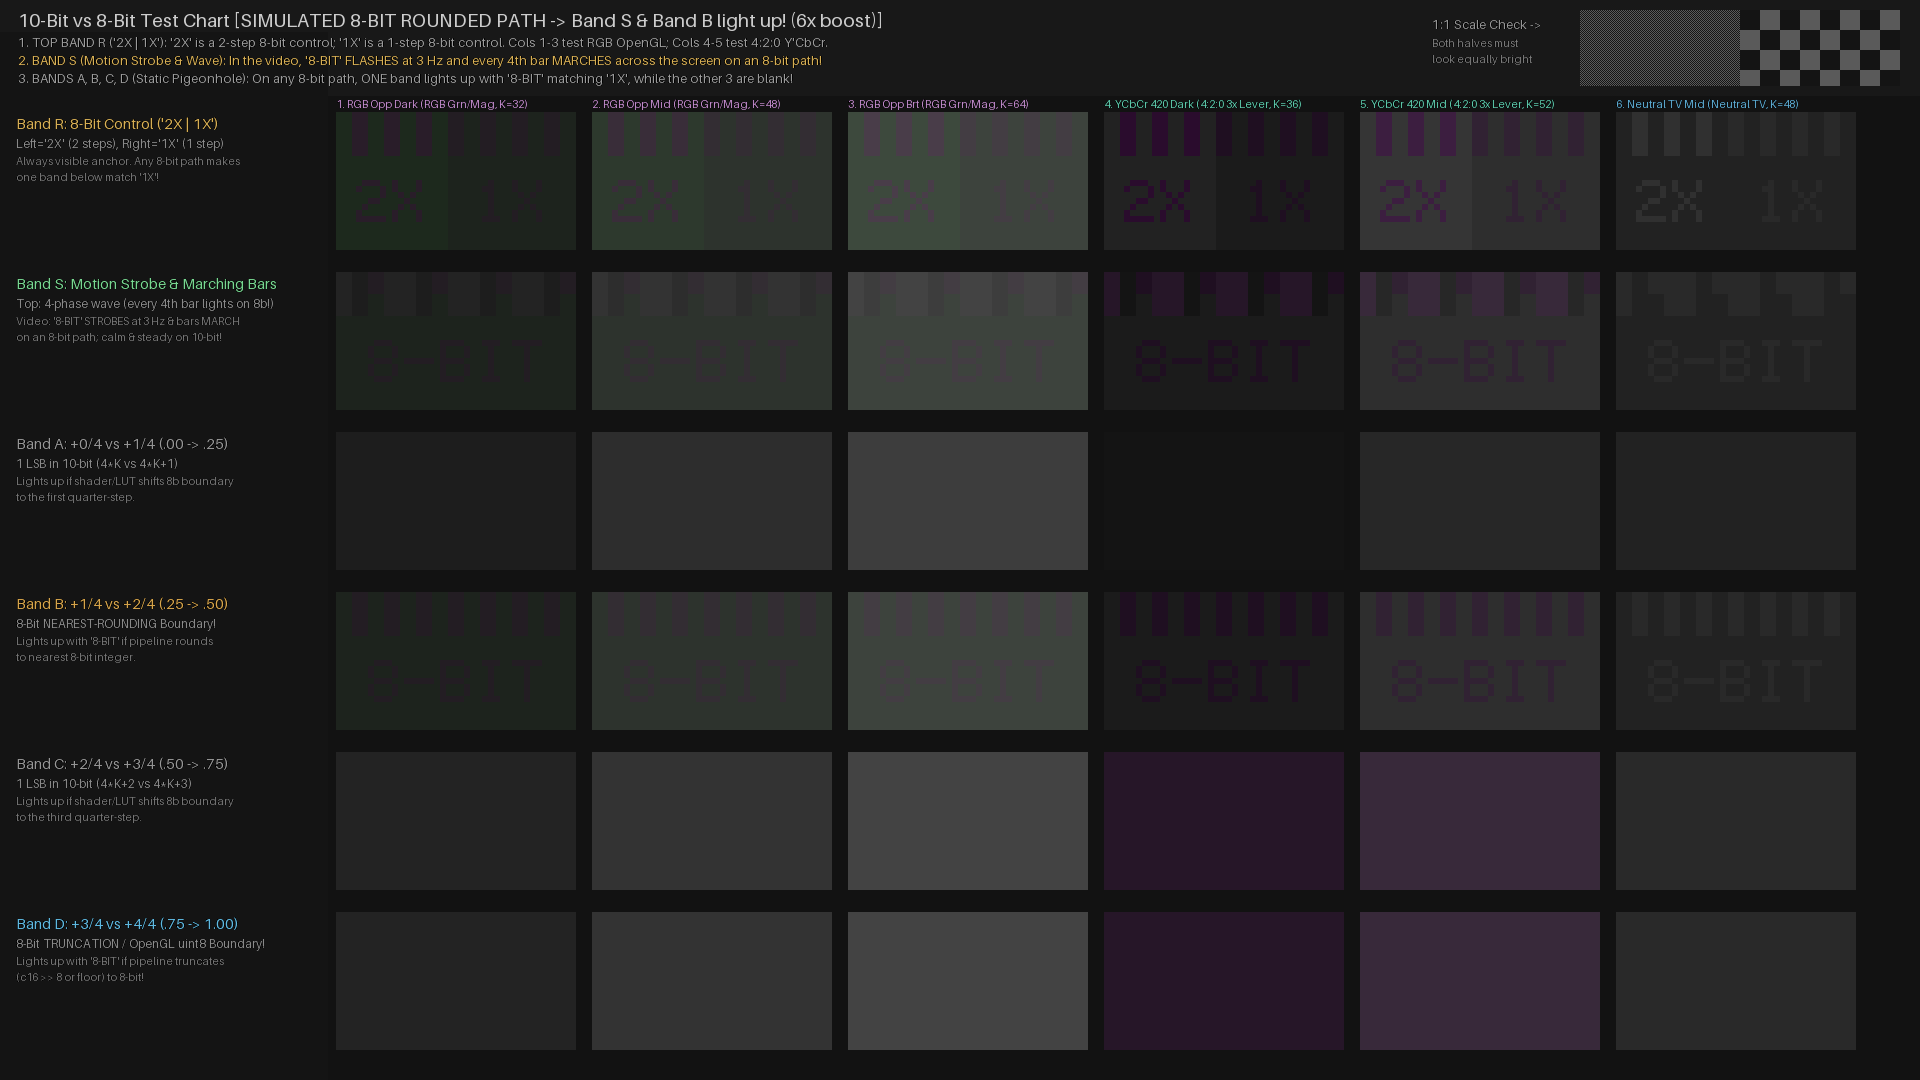 10-Bit vs 8-Bit Test Chart [SIMULATED 8-BIT ROUNDED PATH -> Band S & Band B light up! (6x boost)]
1. TOP BAND R ('2X | 1X'): '2X' is a 2-step 8-bit control; '1X' is a 1-step 8-bit control. Cols 1-3 test RGB OpenGL; Cols 4-5 test 4:2:0 Y'CbCr.
2. BAND S (Motion Strobe & Wave): In the video, '8-BIT' FLASHES at 3 Hz and every 4th bar MARCHES across the screen on an 8-bit path!
3. BANDS A, B, C, D (Static Pigeonhole): On any 8-bit path, ONE band lights up with '8-BIT' matching '1X', while the other 3 are blank!
1:1 Scale Check ->
Both halves must
look equally bright
1. RGB Opp Dark (RGB Grn/Mag, K=32)
2. RGB Opp Mid (RGB Grn/Mag, K=48)
3. RGB Opp Brt (RGB Grn/Mag, K=64)
4. YCbCr 420 Dark (4:2:0 3x Lever, K=36)
5. YCbCr 420 Mid (4:2:0 3x Lever, K=52)
6. Neutral TV Mid (Neutral TV, K=48)
Band R: 8-Bit Control ('2X | 1X')
Left='2X' (2 steps), Right='1X' (1 step)
Always visible anchor. Any 8-bit path makes
one band below match '1X'!
2X 1X
2X 1X
2X 1X
2X 1X
2X 1X
2X 1X
Band S: Motion Strobe & Marching Bars
Top: 4-phase wave (every 4th bar lights on 8b!)
Video: '8-BIT' STROBES at 3 Hz & bars MARCH
on an 8-bit path; calm & steady on 10-bit!
8-BIT
8-BIT
8-BIT
8-BIT
8-BIT
8-BIT
Band A: +0/4 vs +1/4 (.00 -> .25)
1 LSB in 10-bit (4*K vs 4*K+1)
Lights up if shader/LUT shifts 8b boundary
to the first quarter-step.
Band B: +1/4 vs +2/4 (.25 -> .50)
8-Bit NEAREST-ROUNDING Boundary!
Lights up with '8-BIT' if pipeline rounds
to nearest 8-bit integer.
8-BIT
8-BIT
8-BIT
8-BIT
8-BIT
8-BIT
Band C: +2/4 vs +3/4 (.50 -> .75)
1 LSB in 10-bit (4*K+2 vs 4*K+3)
Lights up if shader/LUT shifts 8b boundary
to the third quarter-step.
Band D: +3/4 vs +4/4 (.75 -> 1.00)
8-Bit TRUNCATION / OpenGL uint8 Boundary!
Lights up with '8-BIT' if pipeline truncates
(c16 >> 8 or floor) to 8-bit!